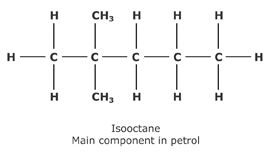 H CH₃ H H H
H C C C C C H
H CH₃ H H H
Isooctane
Main component in petrol